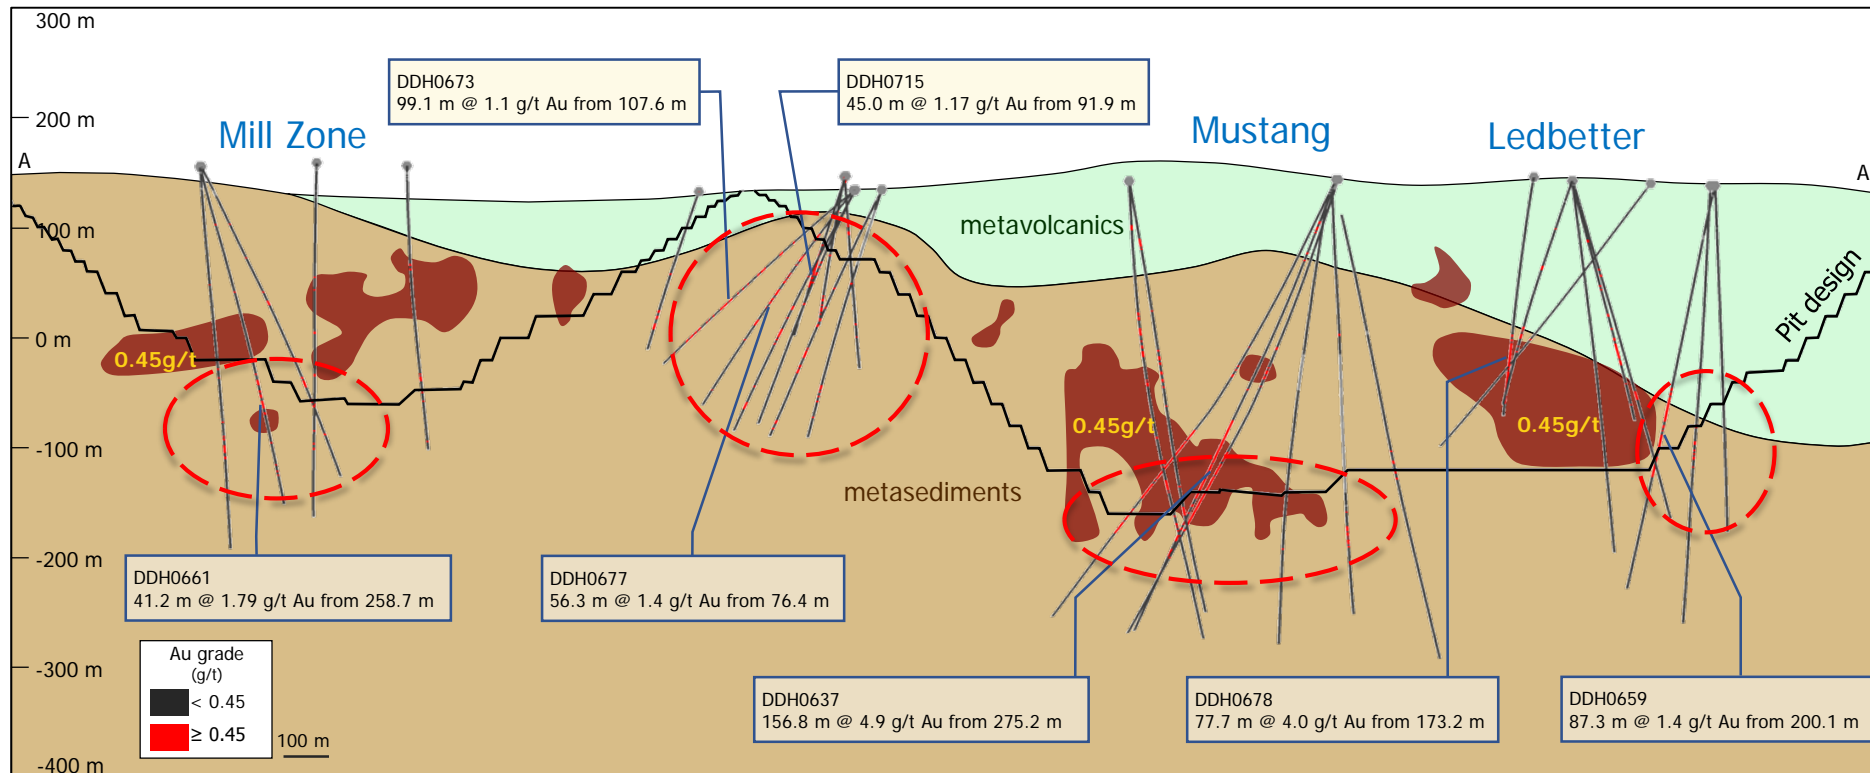 300 m
DDH0673
99.1 m @ 1.1 g/t Au from 107.6 m
DDH0715
45.0 m @ 1.17 g/t Au from 91.9 m
200 m
Mill Zone
Mustang
Ledbetter
A
A
100 m
metavolcanics
Pit design
0 m
0.45g/t
0.45g/t
0.45g/t
-100 m
metasediments
-200 m
DDH0661
41.2 m @ 1.79 g/t Au from 258.7 m
DDH0677
56.3 m @ 1.4 g/t Au from 76.4 m
-300 m
Au grade
(g/t)
< 0.45
≥ 0.45
100 m
DDH0637
156.8 m @ 4.9 g/t Au from 275.2 m
DDH0678
77.7 m @ 4.0 g/t Au from 173.2 m
DDH0659
87.3 m @ 1.4 g/t Au from 200.1 m
-400 m